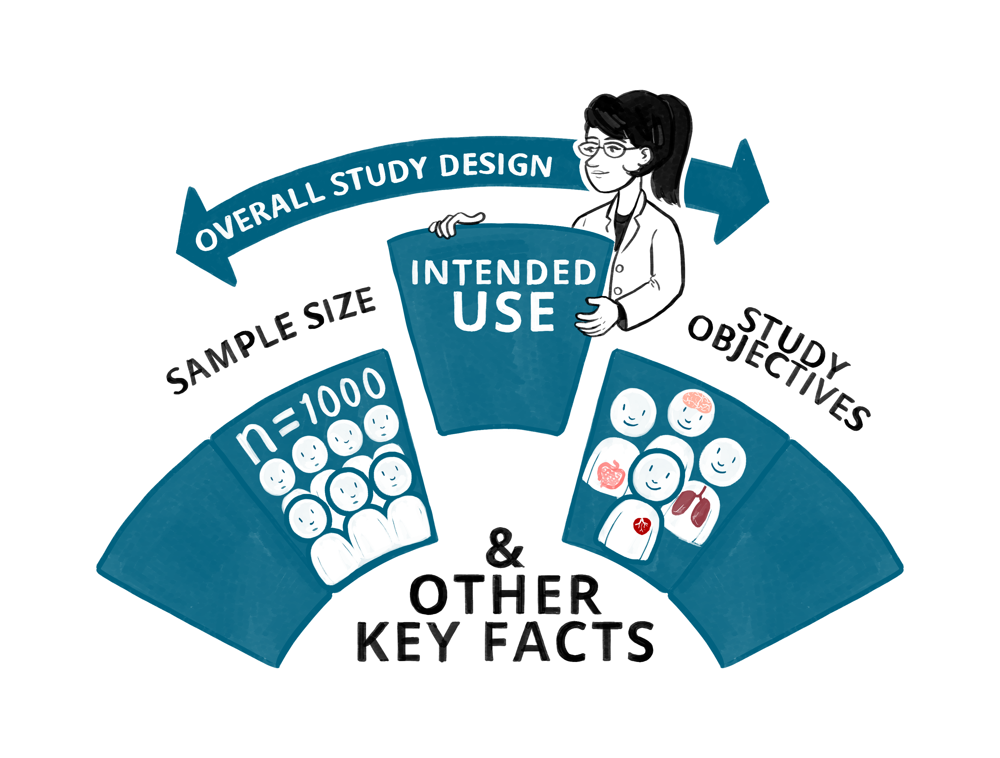 OVERALL STUDY DESIGN
INTENDED
USE
SAMPLE SIZE
n=1000
STUDY
OBJECTIVES
&
OTHER
KEY FACTS